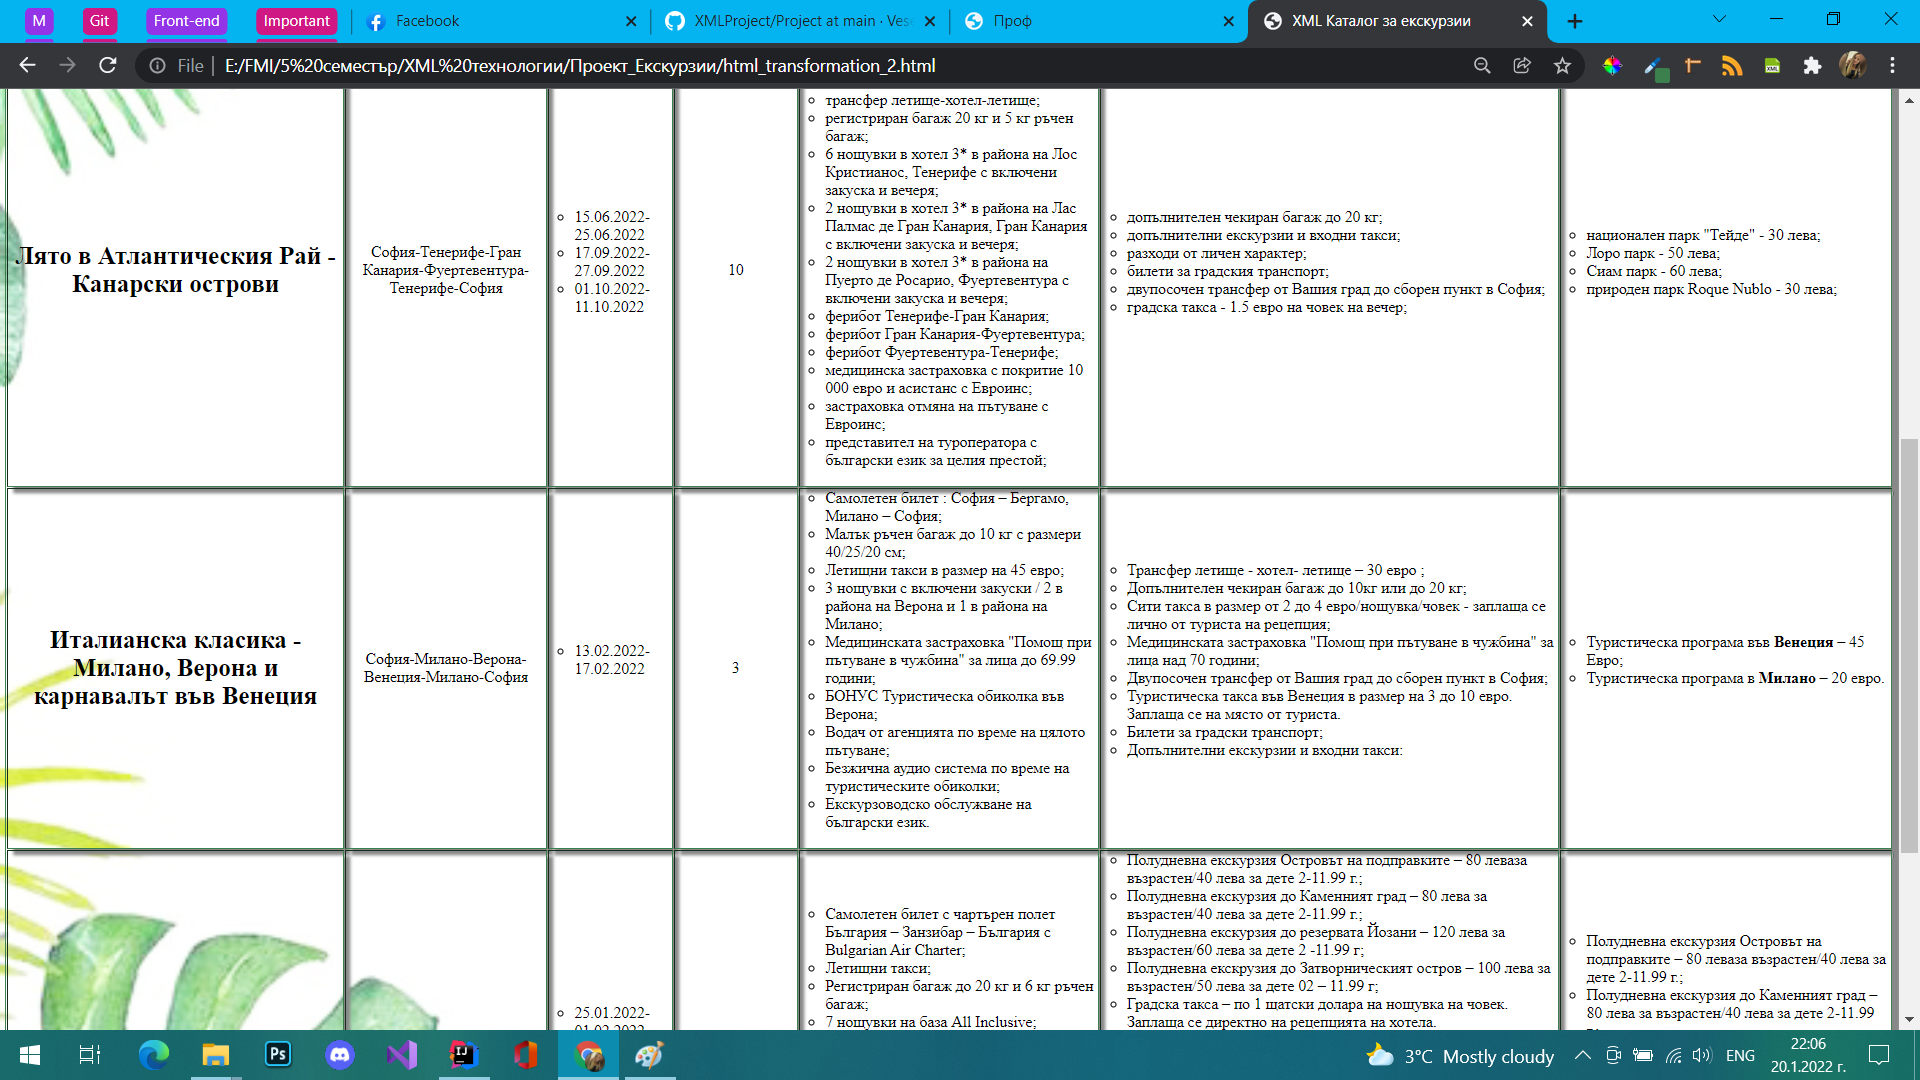 M
Git
Front-end
Important
Facebook
XMLProject/Project at main · Vese
Проф
XML Каталог за екскурзии
File
E:/FMI/5%20семестър/XML%20технологии/Проект_Екскурзии/html_transformation_2.html
Лято в Атлантическия Рай -
Канарски острови
София-Тенерифе-Гран
Канария-Фуертевентура-
Тенерифе-София
15.06.2022-
25.06.2022
17.09.2022-
27.09.2022
01.10.2022-
11.10.2022
10
трансфер летище-хотел-летище;
регистриран багаж 20 кг и 5 кг ръчен
багаж;
6 нощувки в хотел 3* в района на Лос
Кристианос, Тенерифе с включени
закуска и вечеря;
2 нощувки в хотел 3* в района на Лас
Палмас де Гран Канария, Гран Канария
с включени закуска и вечеря;
2 нощувки в хотел 3* в района на
Пуерто де Росарио, Фуертевентура с
включени закуска и вечеря;
ферибот Тенерифе-Гран Канария;
ферибот Гран Канария-Фуертевентура;
ферибот Фуертевентура-Тенерифе;
медицинска застраховка с покритие 10
000 евро и асистанс с Евроинс;
застраховка отмяна на пътуване с
Евроинс;
представител на туроператора с
български език за целия престой;
допълнителен чекиран багаж до 20 кг;
допълнителни екскурзии и входни такси;
разходи от личен характер;
билети за градския транспорт;
двупосочен трансфер от Вашия град до сборен пункт в София;
градска такса - 1.5 евро на човек на вечер;
национален парк "Тейде" - 30 лева;
Лоро парк - 50 лева;
Сиам парк - 60 лева;
природен парк Roque Nublo - 30 лева;
Италианска класика -
Милано, Верона и
карнавалът във Венеция
София-Милано-Верона-
Венеция-Милано-София
13.02.2022-
17.02.2022
3
Самолетен билет : София – Бергамо,
Милано – София;
Малък ръчен багаж до 10 кг с размери
40/25/20 см;
Летищни такси в размер на 45 евро;
3 нощувки с включени закуски / 2 в
района на Верона и 1 в района на
Милано;
Медицинската застраховка "Помощ при
пътуване в чужбина" за лица до 69.99
години;
БОНУС Туристическа обиколка във
Верона;
Водач от агенцията по време на цялото
пътуване;
Безжична аудио система по време на
туристическите обиколки;
Екскурзоводско обслужване на
български език.
Трансфер летище - хотел- летище – 30 евро ;
Допълнителен чекиран багаж до 10кг или до 20 кг;
Сити такса в размер от 2 до 4 евро/нощувка/човек - заплаща се
лично от туриста на рецепция;
Медицинската застраховка "Помощ при пътуване в чужбина" за
лица над 70 години;
Двупосочен трансфер от Вашия град до сборен пункт в София;
Туристическа такса във Венеция в размер на 3 до 10 евро.
Заплаща се на място от туриста.
Билети за градски транспорт;
Допълнителни екскурзии и входни такси:
Туристическа програма във Венеция – 45
Евро;
Туристическа програма в Милано – 20 евро.
25.01.2022-
01.02.2022
Самолетен билет с чартърен полет
България – Занзибар – България с
Bulgarian Air Charter;
Летищни такси;
Регистриран багаж до 20 кг и 6 кг ръчен
багаж;
7 нощувки на база All Inclusive;
Полудневна екскурзия Островът на подправките – 80 леваза
възрастен/40 лева за дете 2-11.99 г.;
Полудневна екскурзия до Каменният град – 80 лева за
възрастен/40 лева за дете 2-11.99 г.;
Полудневна екскурзия до резервата Йозани – 120 лева за
възрастен/60 лева за дете 2 -11.99 г;
Полудневна екскрузия до Затворническият остров – 100 лева за
възрастен/50 лева за дете 02 – 11.99 г;
Градска такса – по 1 щатски долара на нощувка на човек.
Заплаща се директно на рецепцията на хотела.
Полудневна екскурзия Островът на
подправките – 80 леваза възрастен/40 лева за
дете 2-11.99 г.;
Полудневна екскурзия до Каменният град –
80 лева за възрастен/40 лева за дете 2-11.99
3°C Mostly cloudy
ENG
22:06
20.1.2022 г.